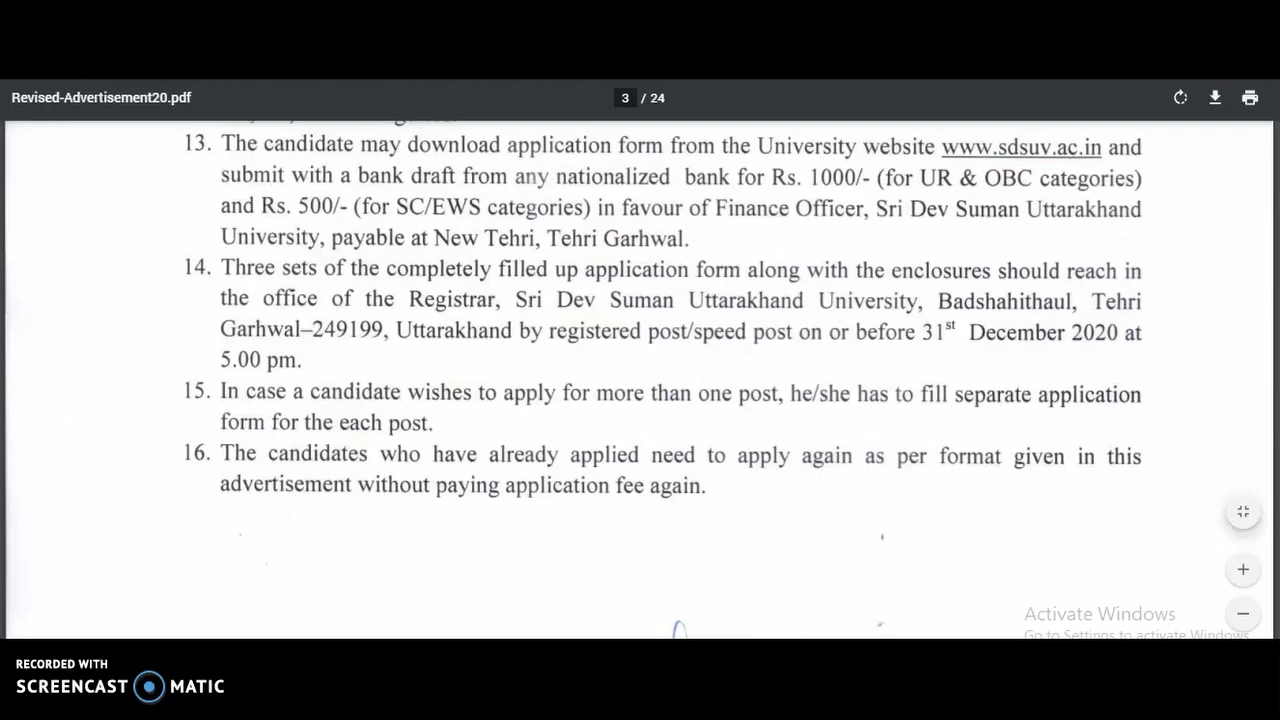 Revised-Advertisement20.pdf
3 / 24
13. The candidate may download application form from the University website www.sdsuv.ac.in and
submit with a bank draft from any nationalized bank for Rs. 1000/- (for UR & OBC categories)
and Rs. 500/- (for SC/EWS categories) in favour of Finance Officer, Sri Dev Suman Uttarakhand
University, payable at New Tehri, Tehri Garhwal.
14. Three sets of the completely filled up application form along with the enclosures should reach in
the office of the Registrar, Sri Dev Suman Uttarakhand University, Badshahithaul, Tehri
Garhwal–249199, Uttarakhand by registered post/speed post on or before 31st December 2020 at
5.00 pm.
15. In case a candidate wishes to apply for more than one post, he/she has to fill separate application
form for the each post.
16. The candidates who have already applied need to apply again as per format given in this
advertisement without paying application fee again.
Activate Windows
Go to Settings to activate Windows.
RECORDED WITH
SCREENCAST MATIC